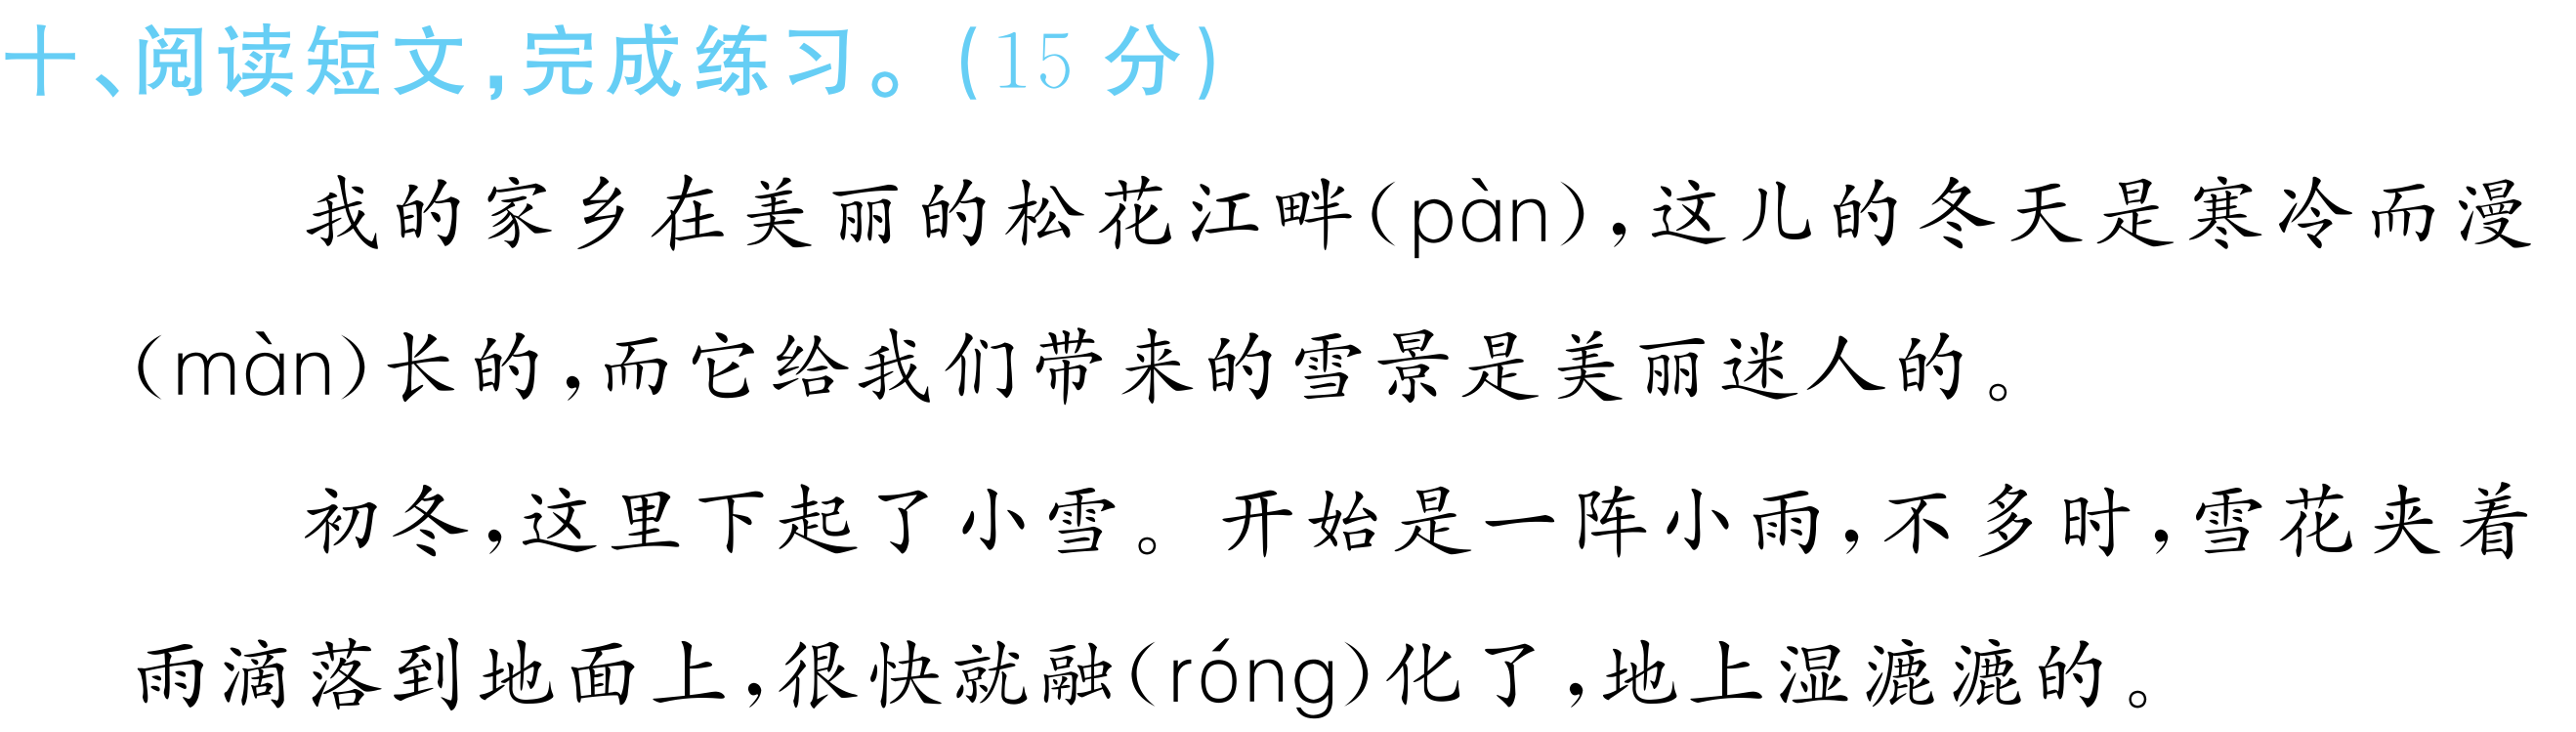 十、阅读短文,完成练习。(15 分)
我的家乡在美丽的松花江畔(pàn),这儿的冬天是寒冷而漫
(màn)长的,而它给我们带来的雪景是美丽迷人的。
初冬,这里下起了小雪。开始是一阵小雨,不多时,雪花夹着
雨滴落到地面上,很快就融(róng)化了,地上湿漉漉的。